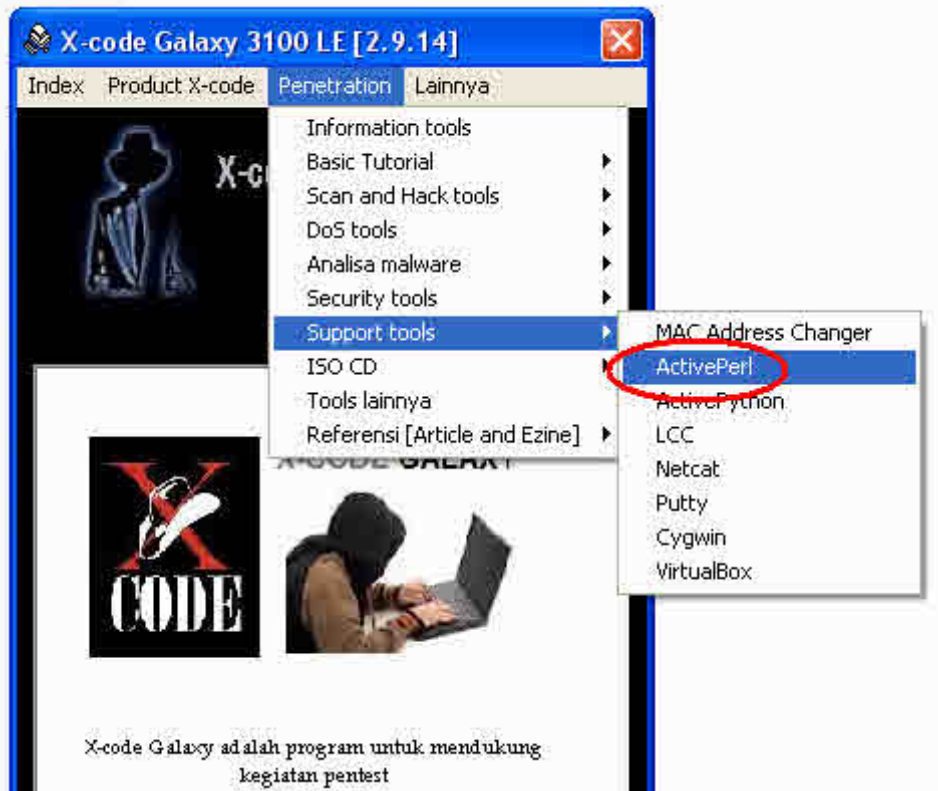 X-code Galaxy 3100 LE [2.9.14]
Index Product X-code Penetration Lainnya
Information tools
Basic Tutorial
Scan and Hack tools
DoS tools
Analisa malware
Security tools
Support tools
ISO CD
Tools lainnya
Referensi [Article and Ezine]
MAC Address Changer
ActivePerl
ActivePython
LCC
Netcat
Putty
Cygwin
VirtualBox
X-CODE GALAXY
X
CODE
X-code Galaxy adalah program untuk mendukung
kegiatan pentest